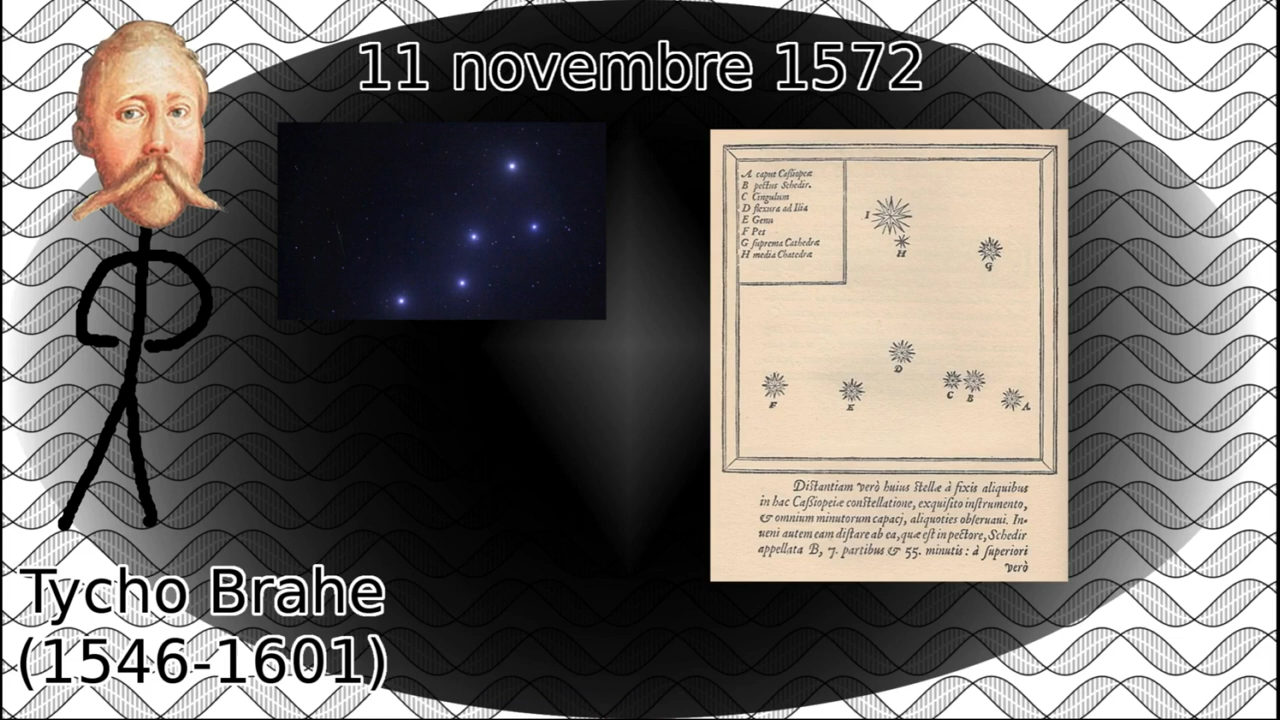 11 novembre 1572
A caput Caſſiopeæ
B pectus Schedir.
C Cingulum
D flexura ad Ilia
E Genu
F Pes
G ſuprema Cathedræ
H media Chatedræ
I
H
G
D
F
E
C
B
A
Diſtantiam verò huius ſtellæ à fixis aliquibus
in hac Caßiopeiæ conſtellatione, exquiſito inſtrumento,
& omnium minutorum capacj, aliquoties obſeruaui. In-
ueni autem eam diſtare ab ea, quæ eſt in pectore, Schedir
appellata B, 7. partibus & 55. minutis : à ſuperiori
verò
Tycho Brahe
(1546-1601)